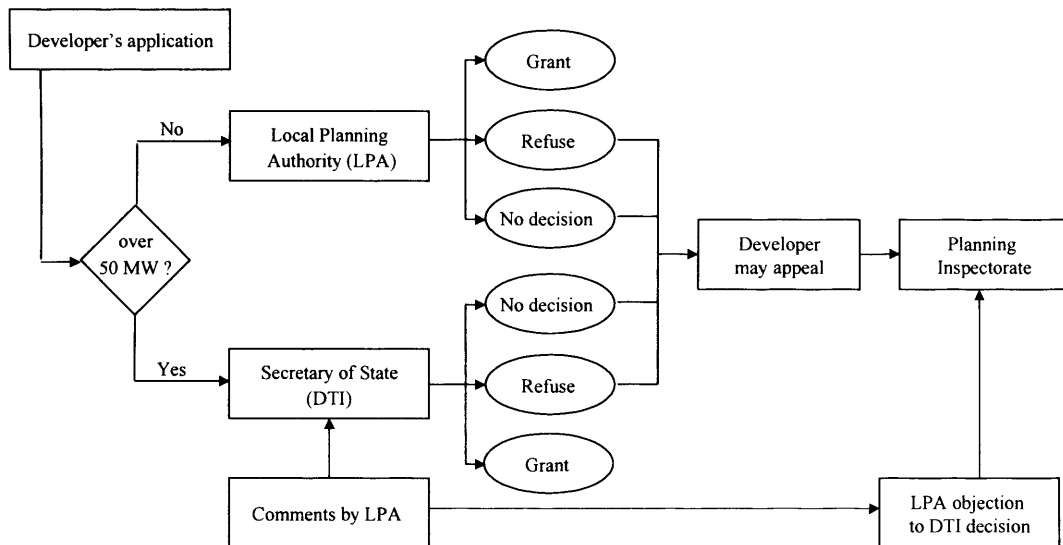 Developer's application
Grant
No
Local Planning
Authority (LPA)
Refuse
No decision
over
50 MW ?
Developer
may appeal
Planning
Inspectorate
No decision
Yes
Secretary of State
(DTI)
Refuse
Grant
Comments by LPA
LPA objection
to DTI decision